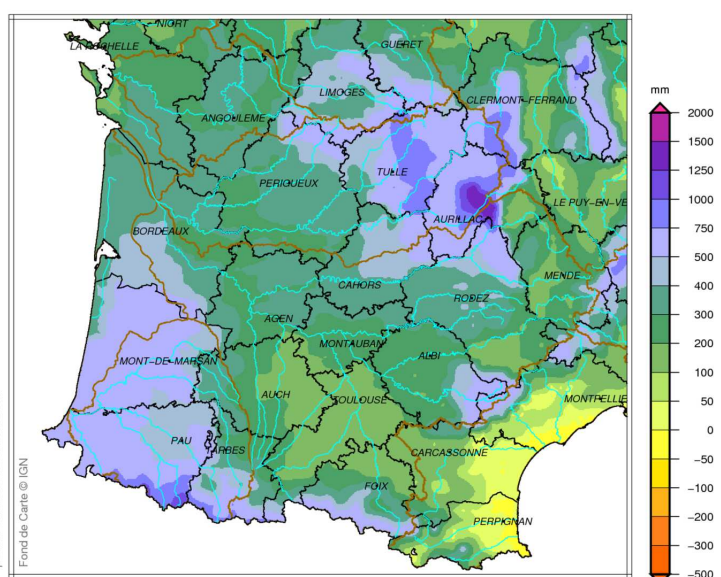 NIORT
LA ROCHELLE
GUERET
LIMOGES
CLERMONT-FERRAND
ANGOULEME
TULLE
PERIGUEUX
LE PUY-EN-VE
AURILLAC
BORDEAUX
MENDE
CAHORS
RODEZ
AGEN
MONTAUBAN
ALBI
MONT-DE-MARSAN
AUCH
TOULOUSE
MONTPELLIE
PAU
TARBES
CARCASSONNE
FOIX
PERPIGNAN
Fond de Carte © IGN
mm
2000
1500
1250
1000
750
500
400
300
200
100
50
0
-50
-100
-200
-300
-500